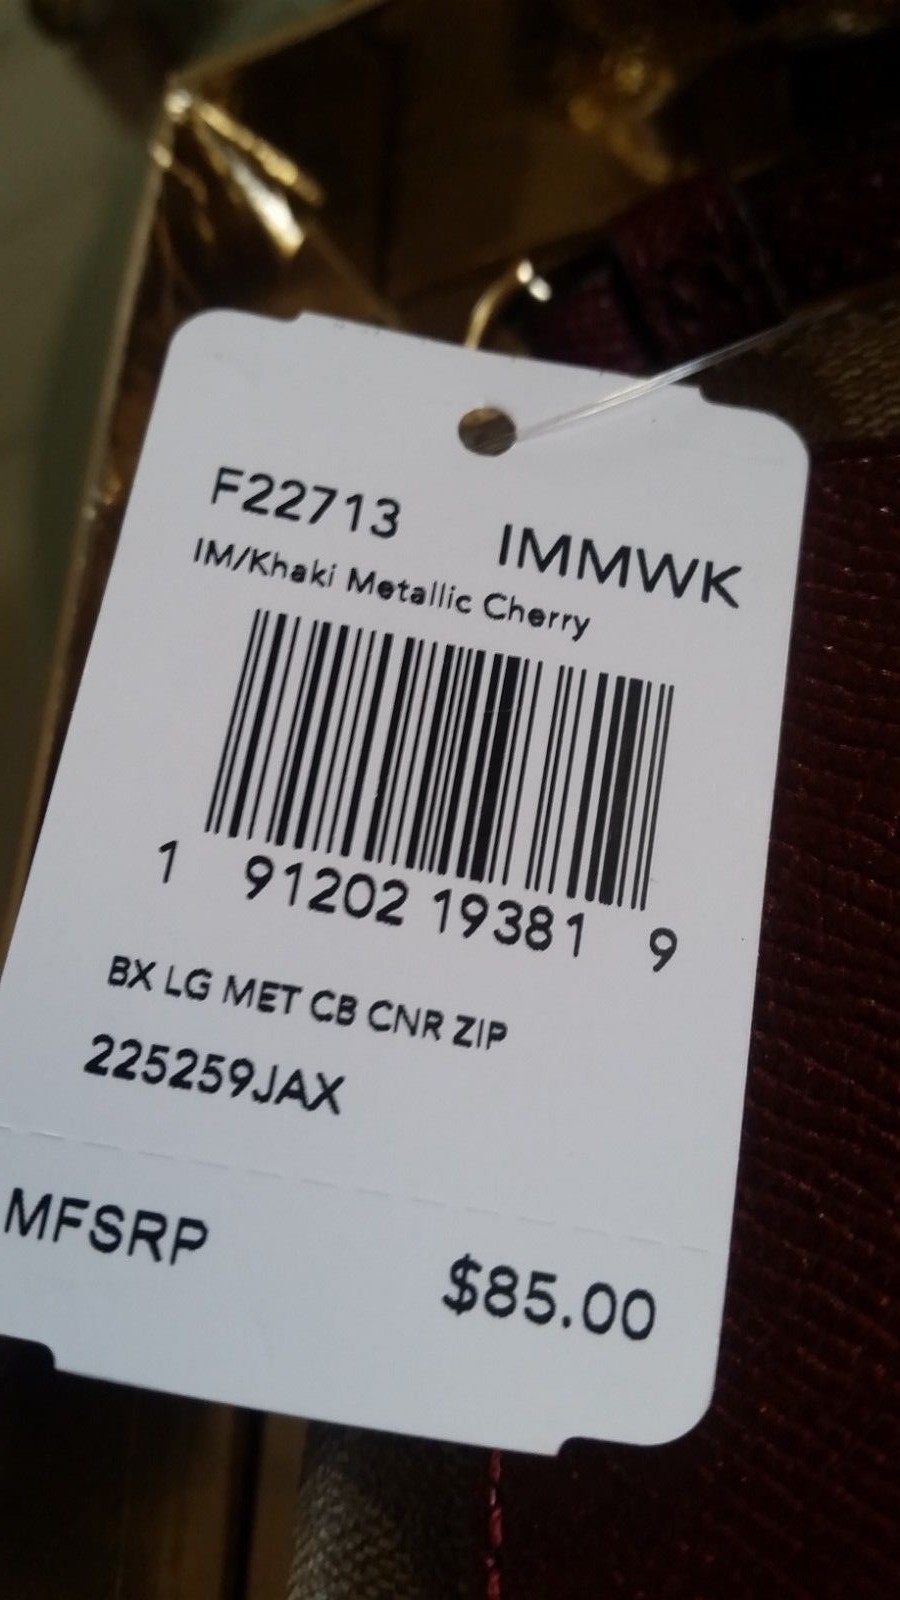 F22713 IMMWK
IM/Khaki Metallic Cherry
1 91202 19381 9
BX LG MET CB CNR ZIP
225259JAX
MFSRP $85.00